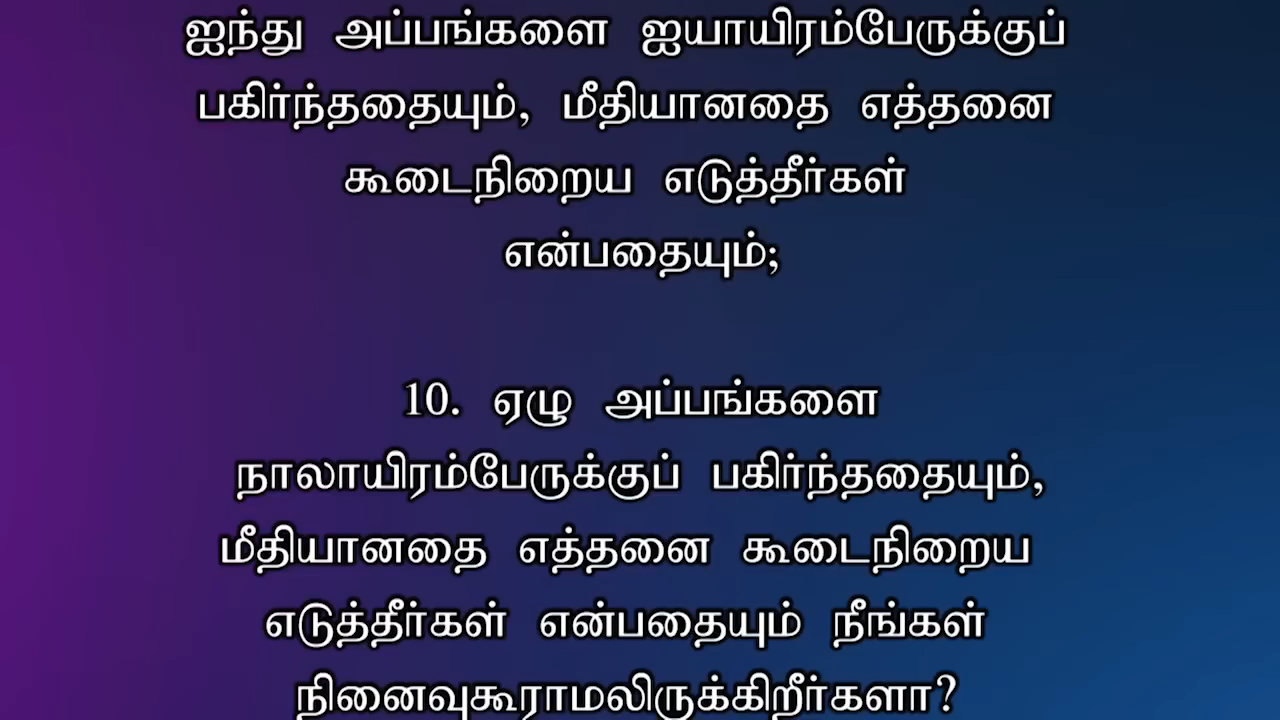 ஐந்து அப்பங்களை ஐயாயிரம்பேருக்குப்
பகிர்ந்ததையும், மீதியானதை எத்தனை
கூடைநிறைய எடுத்தீர்கள்
என்பதையும்;
10. ஏழு அப்பங்களை
நாலாயிரம்பேருக்குப் பகிர்ந்ததையும்,
மீதியானதை எத்தனை கூடைநிறைய
எடுத்தீர்கள் என்பதையும் நீங்கள்
நினைவுகூராமலிருக்கிறீர்களா?